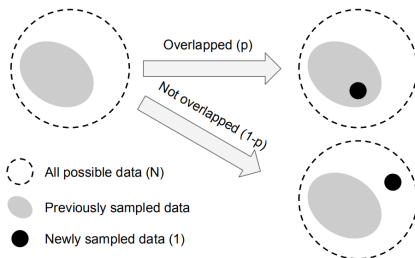 Overlapped (p)
Not overlapped (1-p)
All possible data (N)
Previously sampled data
Newly sampled data (1)